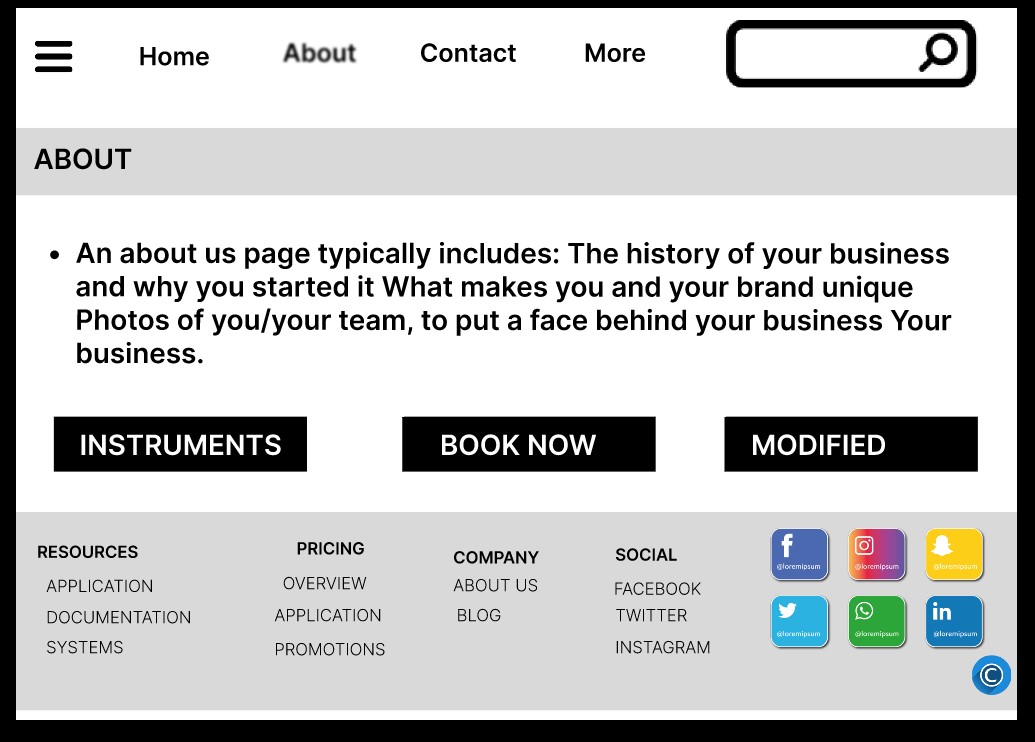 Home About Contact More
ABOUT
• An about us page typically includes: The history of your business
and why you started it What makes you and your brand unique
Photos of you/your team, to put a face behind your business Your
business.
INSTRUMENTS
BOOK NOW
MODIFIED
RESOURCES
APPLICATION
DOCUMENTATION
SYSTEMS
PRICING
OVERVIEW
APPLICATION
PROMOTIONS
COMPANY
ABOUT US
BLOG
SOCIAL
FACEBOOK
TWITTER
INSTAGRAM
f
@loremipsum
@loremipsum
@loremipsum
@loremipsum
@loremipsum
in
@loremipsum
©